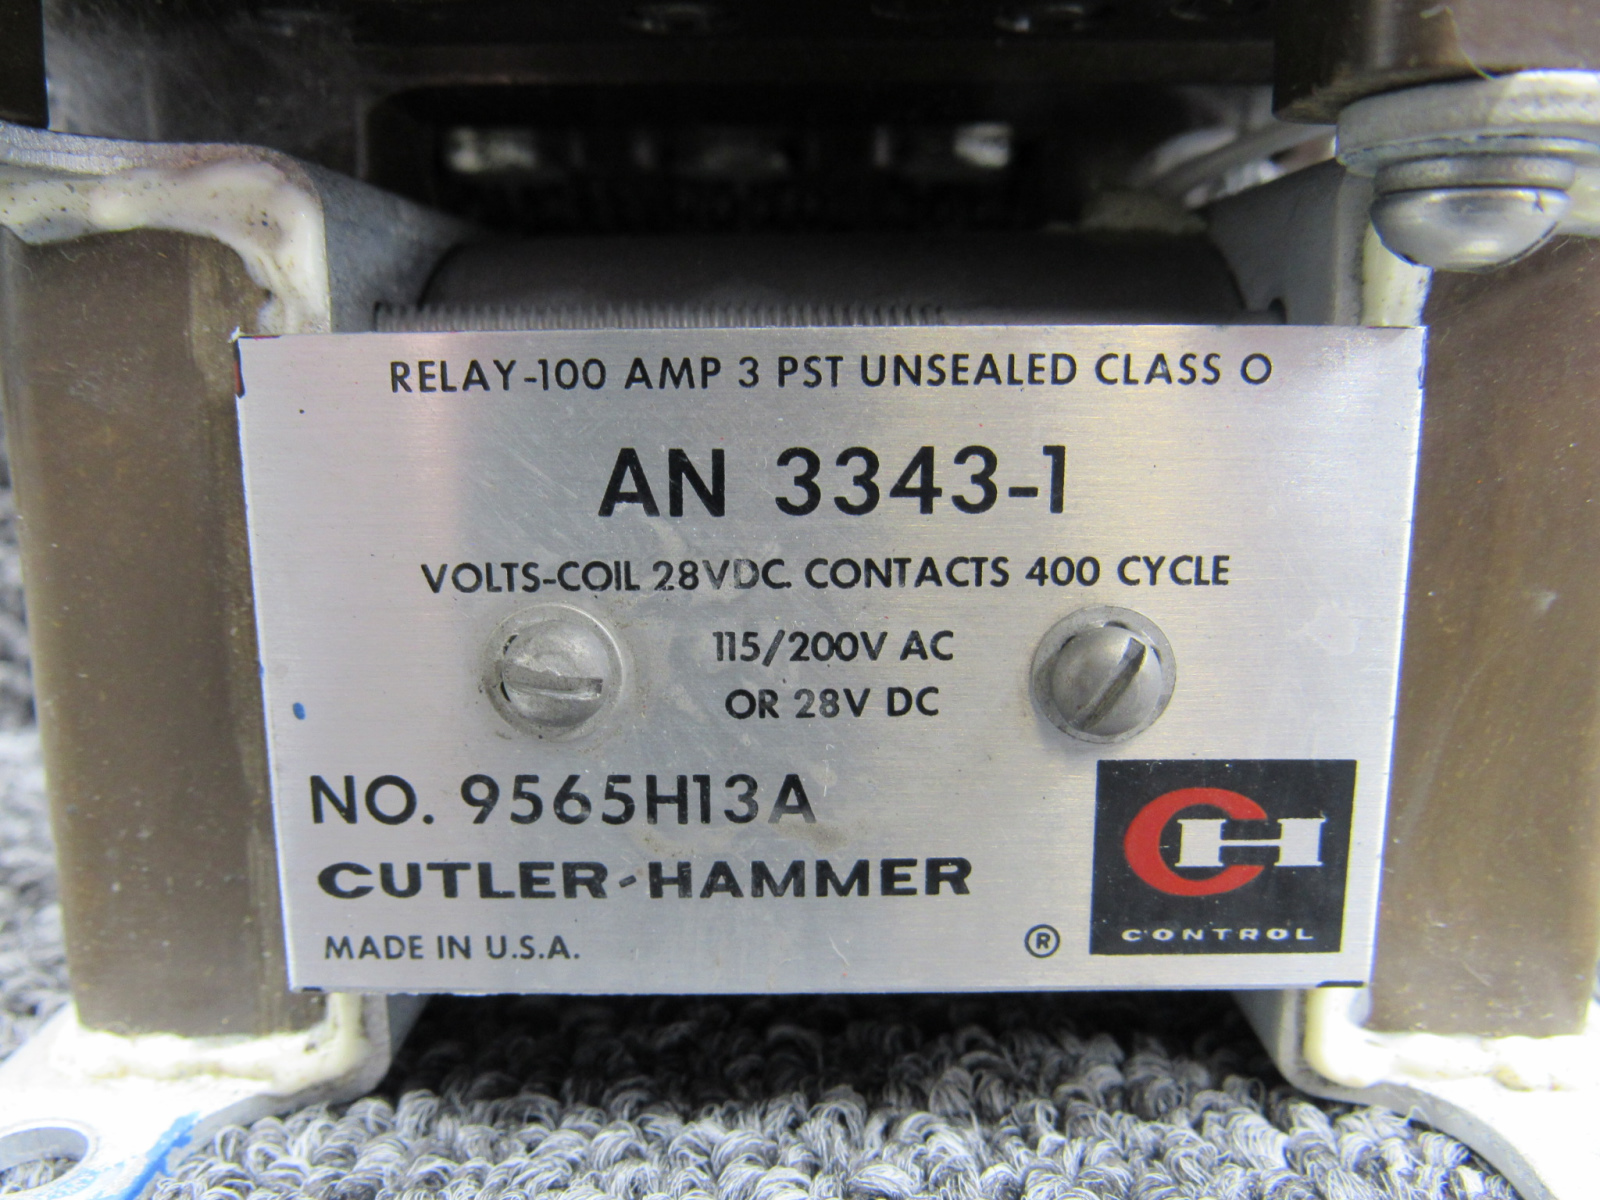 RELAY-100 AMP 3 PST UNSEALED CLASS O
AN 3343-1
VOLTS-COIL 28VDC. CONTACTS 400 CYCLE
115/200V AC
OR 28V DC
NO. 9565H13A
CUTLER-HAMMER
MADE IN U.S.A.
®
CH
CONTROL